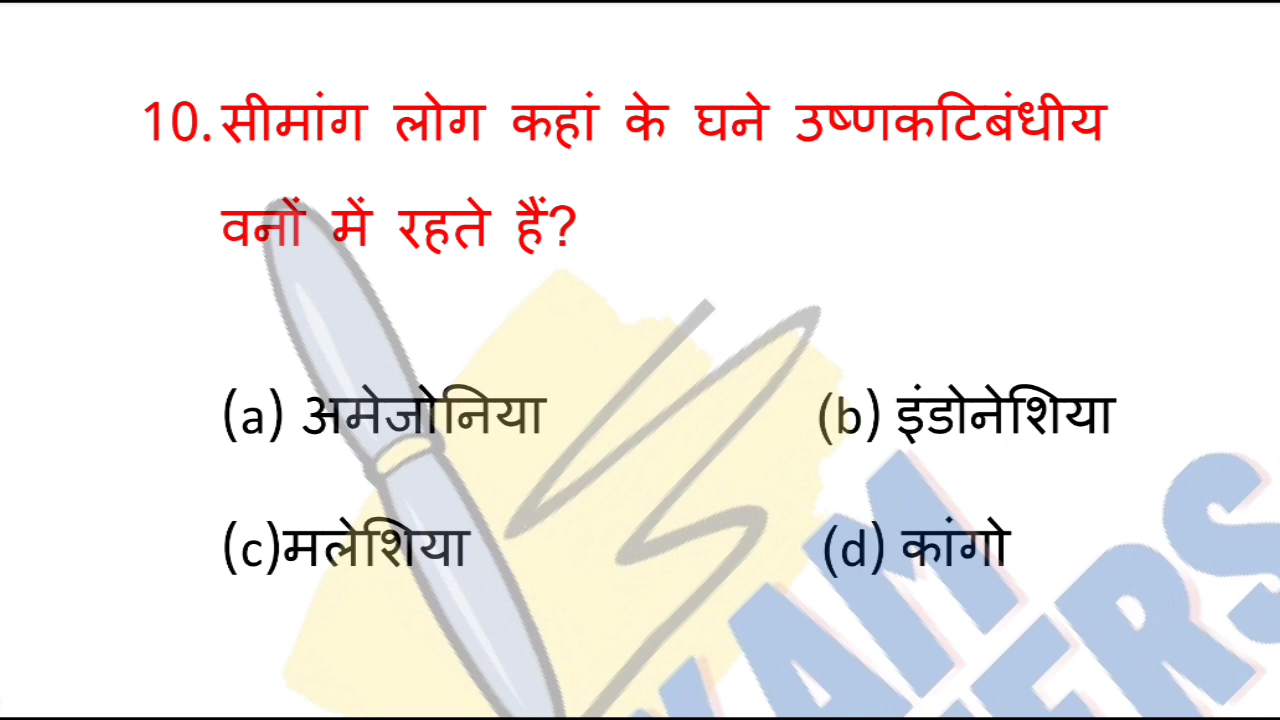 10. सीमांग लोग कहां के घने उष्णकटिबंधीय
वनों में रहते हैं?
(a) अमेजोनिया (b) इंडोनेशिया
(c)मलेशिया (d) कांगो